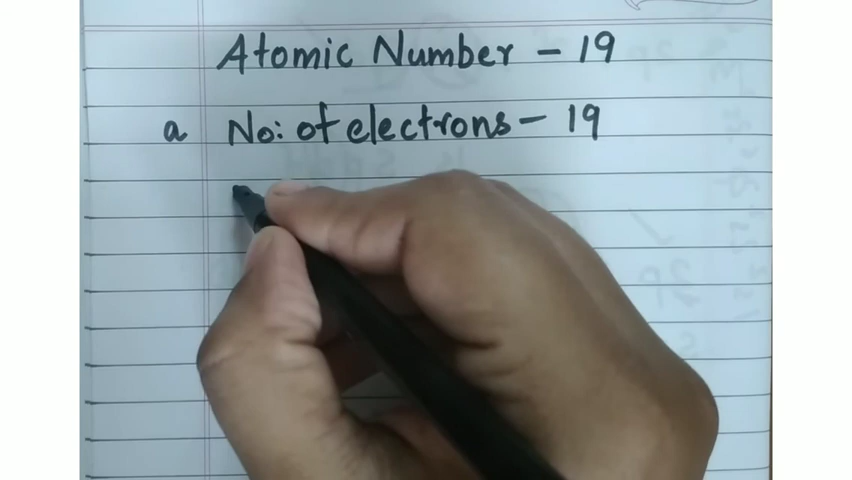 Atomic Number - 19
a No: of electrons - 19